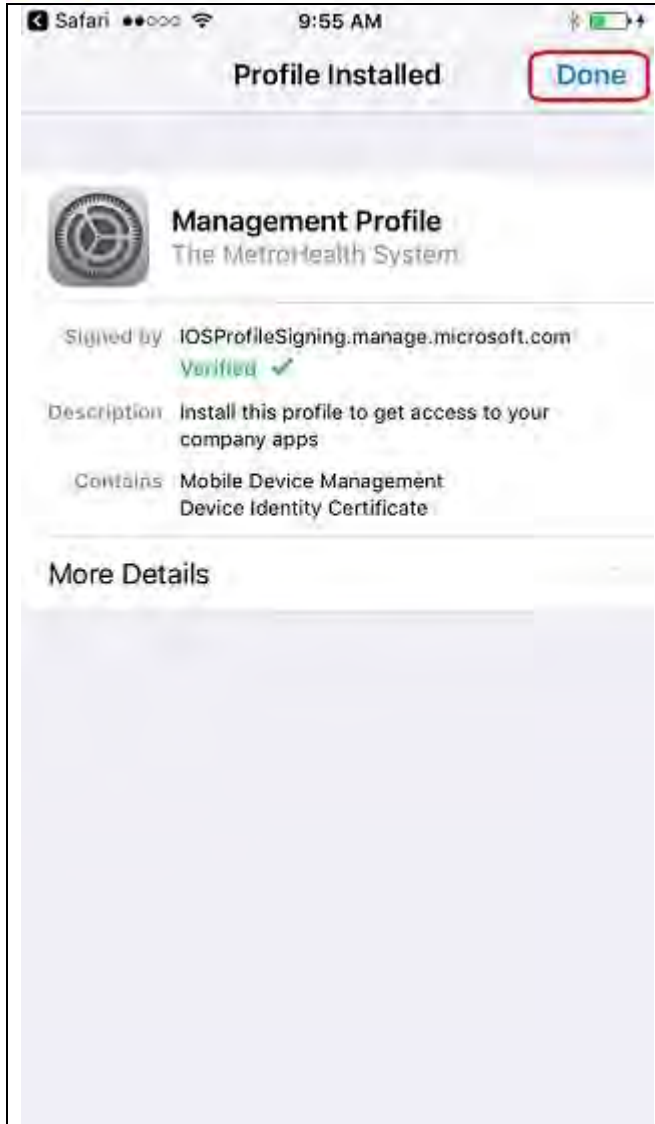 Safari 9:55 AM
Profile Installed Done
Management Profile
The MetroHealth System
Signed by IOSProfileSigning.manage.microsoft.com
Verified ✓
Description Install this profile to get access to your
company apps
Contains Mobile Device Management
Device Identity Certificate
More Details